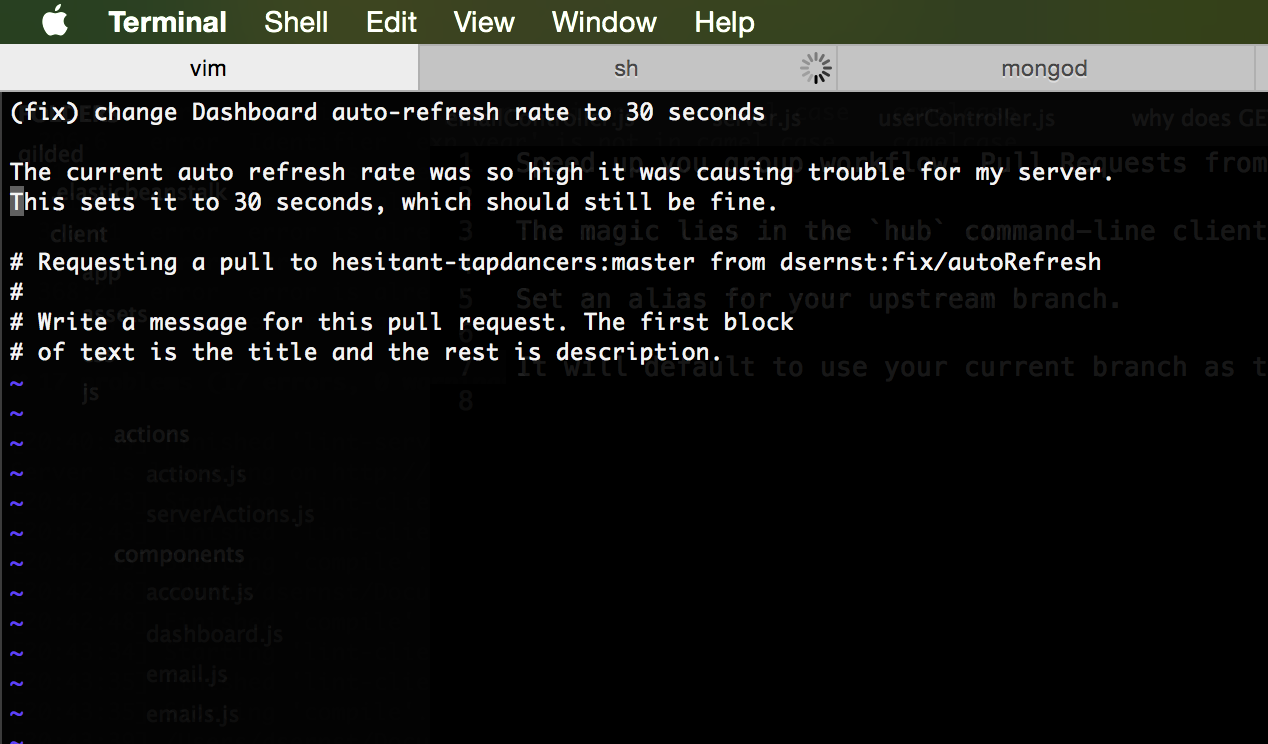 Terminal Shell Edit View Window Help
vim sh mongod
(fix) change Dashboard auto-refresh rate to 30 seconds
The current auto refresh rate was so high it was causing trouble for my server.
This sets it to 30 seconds, which should still be fine.
# Requesting a pull to hesitant-tapdancers:master from dsernst:fix/autoRefresh
#
# Write a message for this pull request. The first block
# of text is the title and the rest is description.
~
~
~
~
~
~
~
~
~
~
~
~
~
userController.js why does GE
gilded
elasticbeanstalk
client
app
assets
js
actions
actions.js
serverActions.js
components
account.js
dashboard.js
email.js
emails.js
1 Speed up you group workflow: Pull Requests from
3 The magic lies in the `hub` command-line client
5 Set an alias for your upstream branch.
7 It will default to use your current branch as t
8